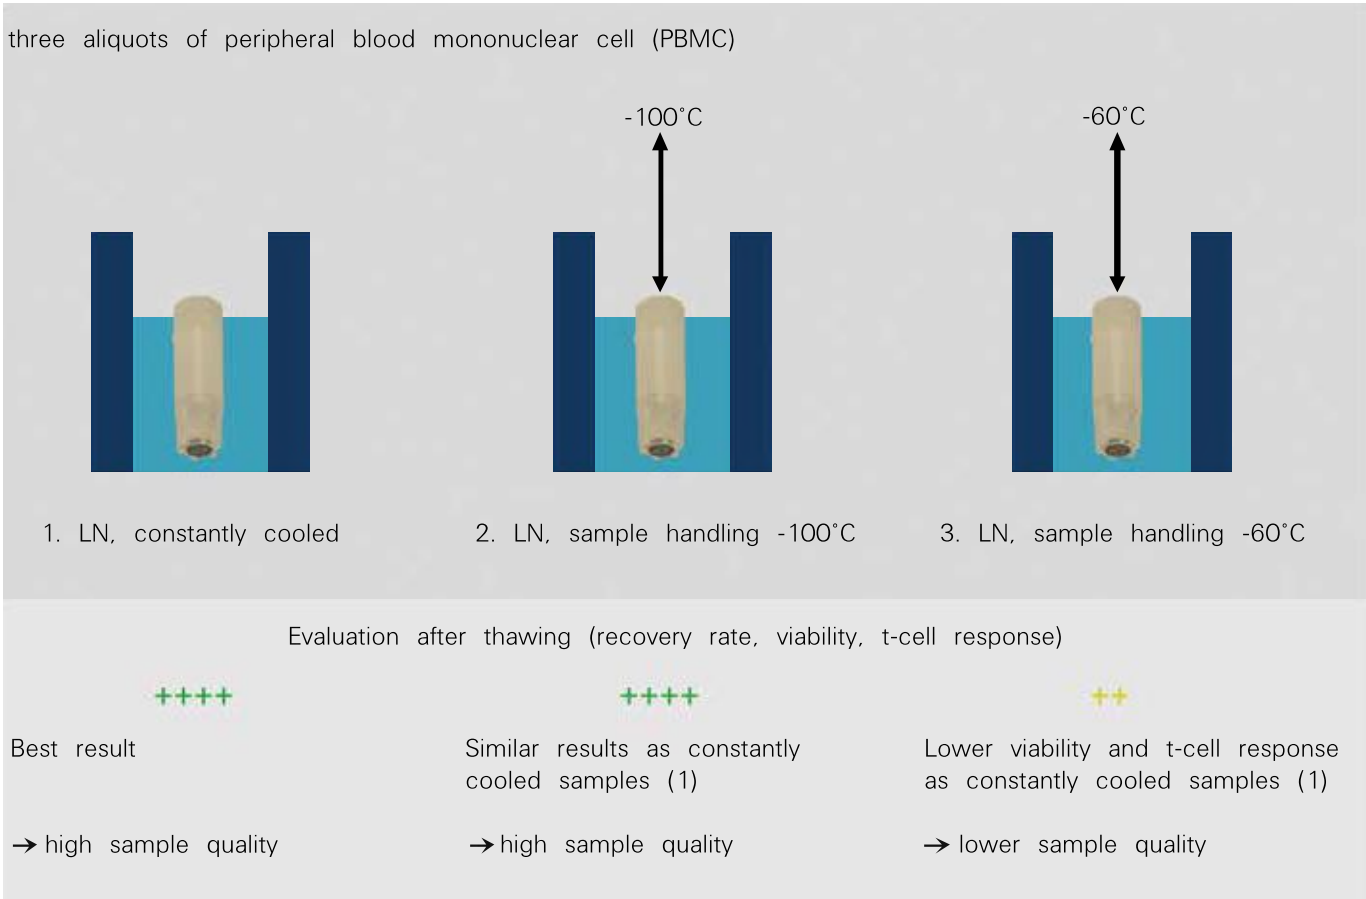 three aliquots of peripheral blood mononuclear cell (PBMC)
-100°C
-60°C
1. LN, constantly cooled
2. LN, sample handling -100°C
3. LN, sample handling -60°C
Evaluation after thawing (recovery rate, viability, t-cell response)
++++
++++
++
Best result
Similar results as constantly
cooled samples (1)
Lower viability and t-cell response
as constantly cooled samples (1)
→ high sample quality
→ high sample quality
→ lower sample quality